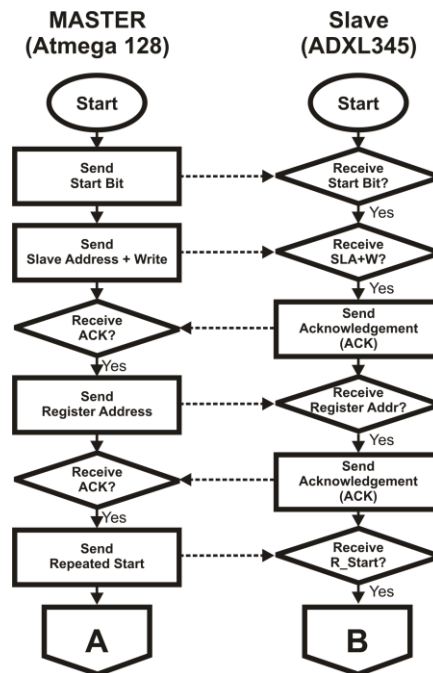 MASTER
(Atmega 128)
Slave
(ADXL345)
Start
Start
Send
Start Bit
Receive
Start Bit?
Yes
Send
Slave Address + Write
Receive
SLA+W?
Yes
Receive
ACK?
Send
Acknowledgement
(ACK)
Yes
Send
Register Address
Receive
Register Addr?
Yes
Receive
ACK?
Send
Acknowledgement
(ACK)
Yes
Send
Repeated Start
Receive
R_Start?
Yes
A
B